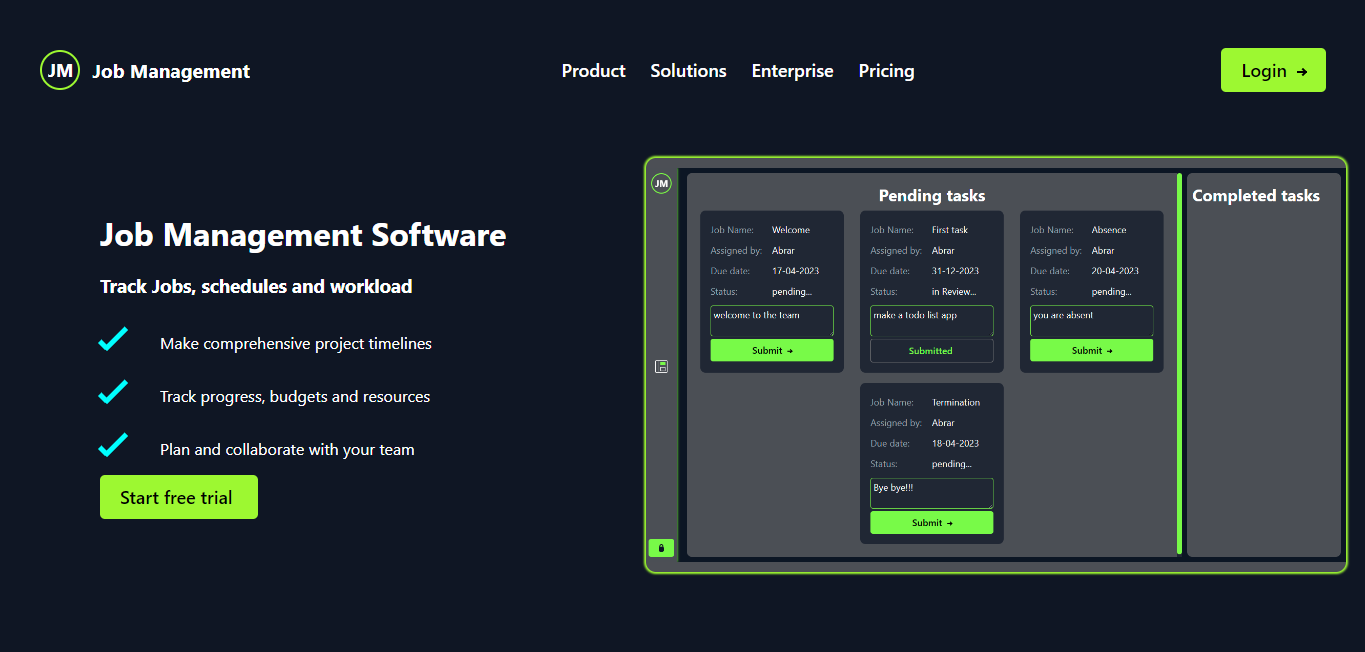 JM Job Management
Product Solutions Enterprise Pricing
Login →
Job Management Software
Track Jobs, schedules and workload
Make comprehensive project timelines
Track progress, budgets and resources
Plan and collaborate with your team
Start free trial
JM
Pending tasks
Job Name: Welcome
Assigned by: Abrar
Due date: 17-04-2023
Status: pending...
welcome to the team
Submit →
Job Name: First task
Assigned by: Abrar
Due date: 31-12-2023
Status: in Review...
make a todo list app
Submitted
Job Name: Absence
Assigned by: Abrar
Due date: 20-04-2023
Status: pending...
you are absent
Submit →
Job Name: Termination
Assigned by: Abrar
Due date: 18-04-2023
Status: pending...
Bye bye!!!
Submit →
Completed tasks